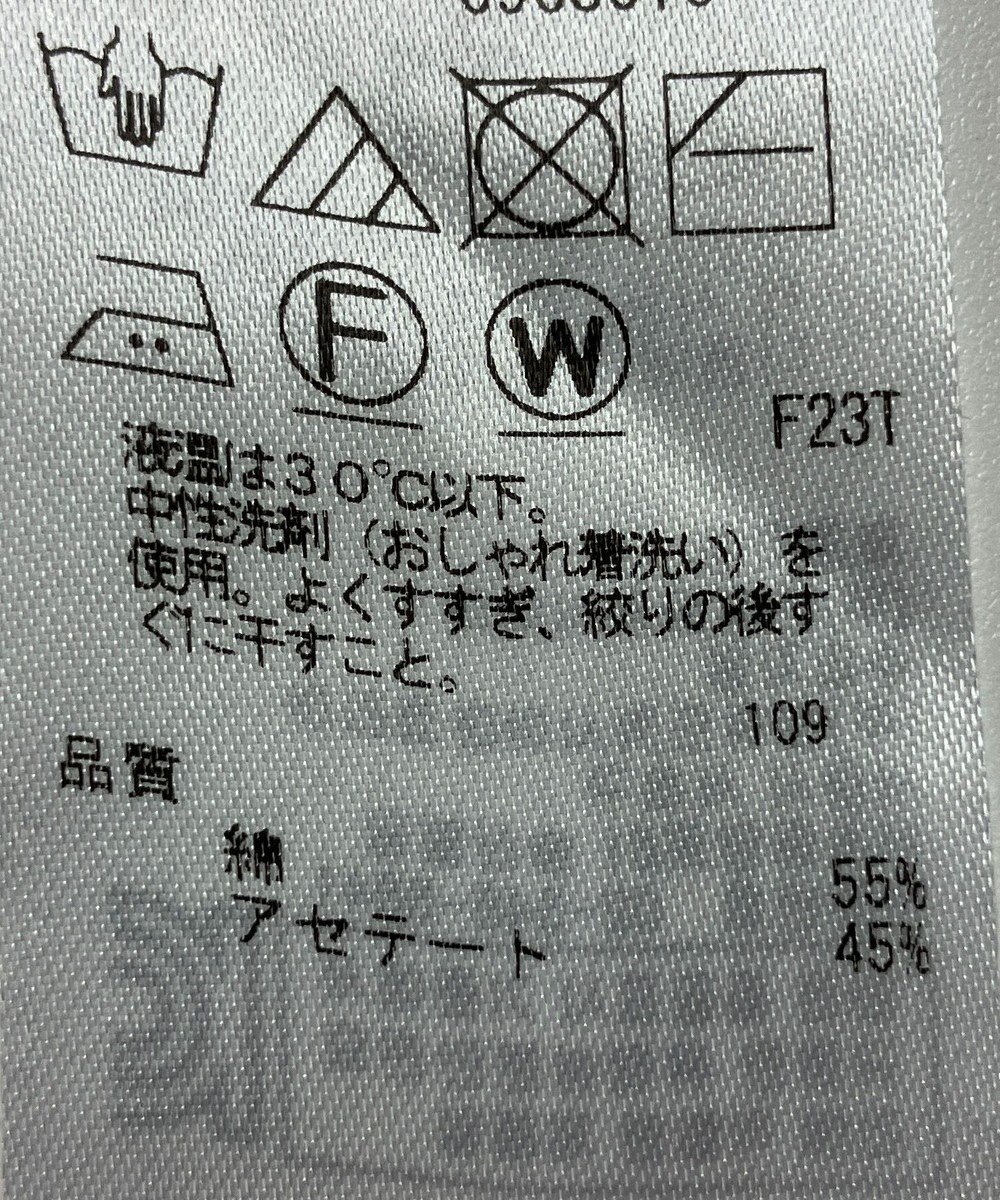 F
W
F23T
液温は30℃以下。
中性洗剤（おしゃれ着洗い）を
使用。よくすすぎ、絞りの後す
ぐに干すこと。
109
品質
綿 55%
アセテート 45%